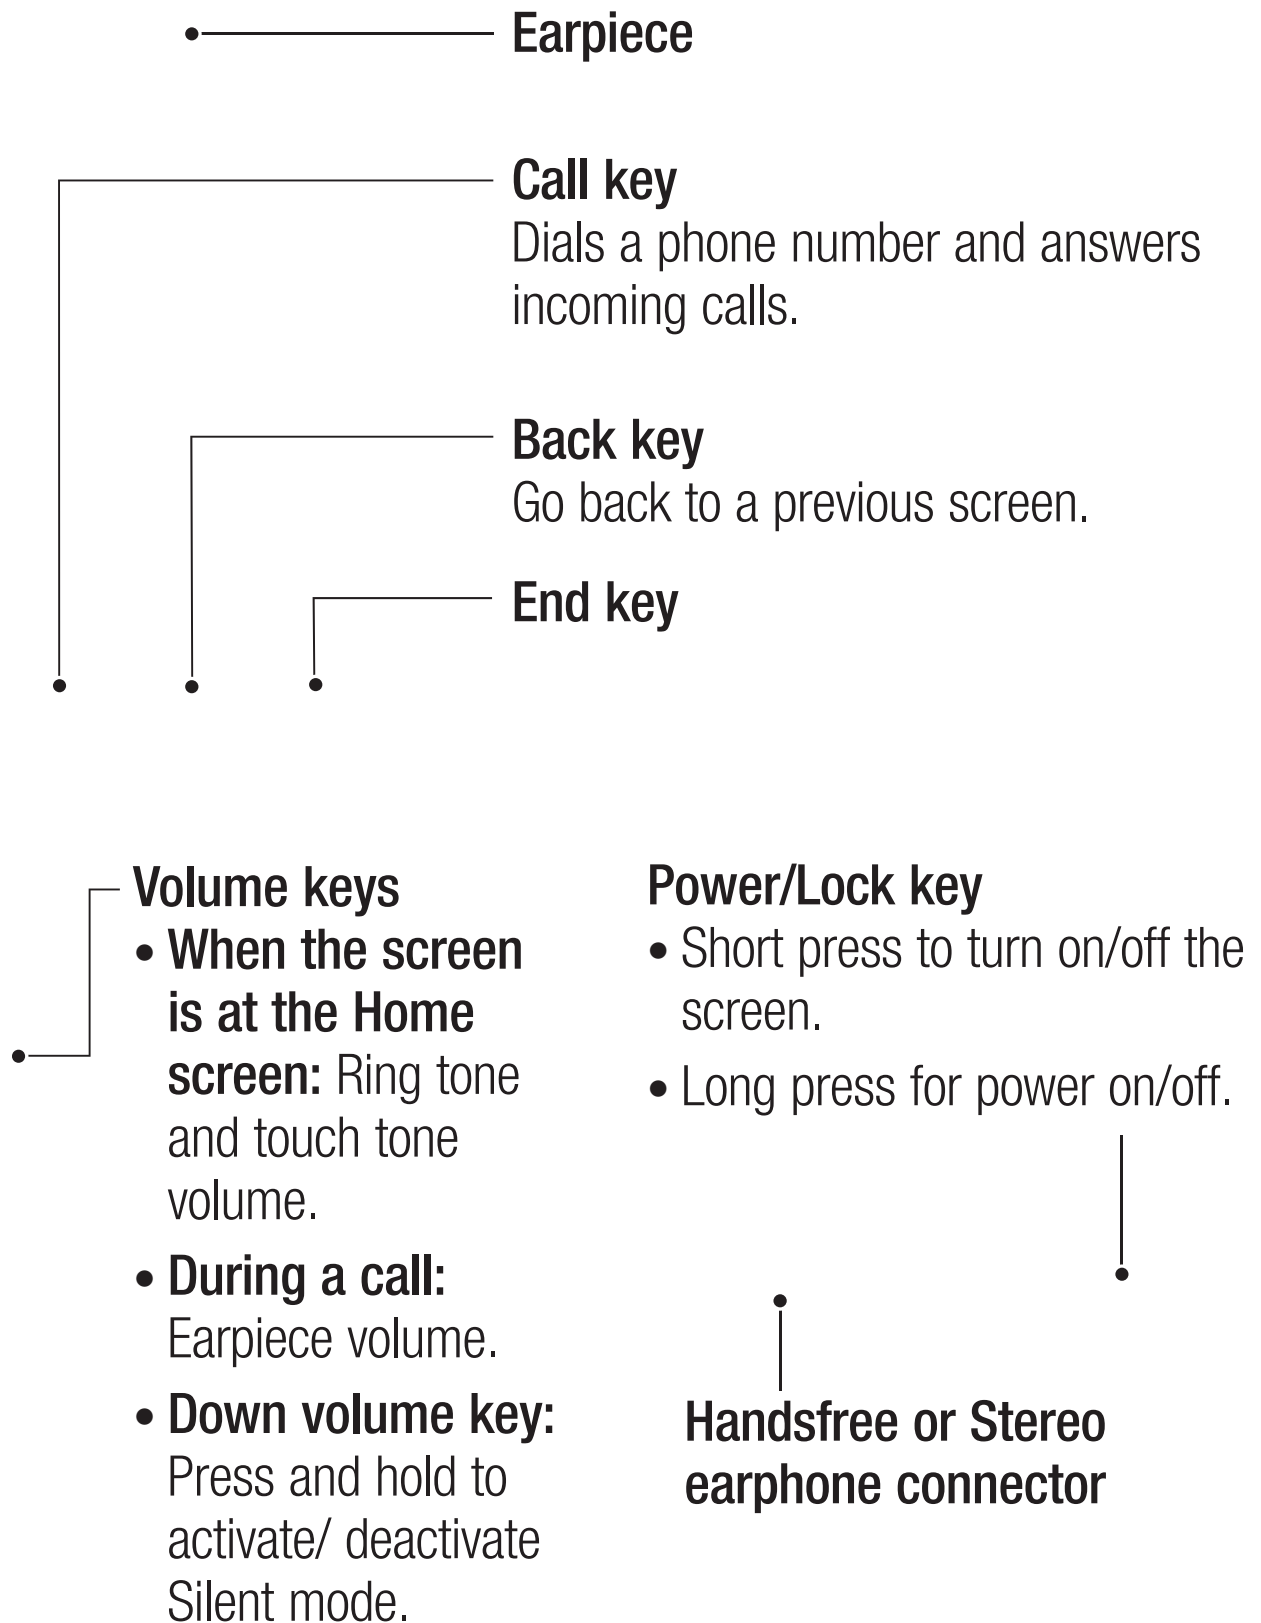 Earpiece
Call key
Dials a phone number and answers
incoming calls.
Back key
Go back to a previous screen.
End key
Volume keys
• When the screen
is at the Home
screen: Ring tone
and touch tone
volume.
• During a call:
Earpiece volume.
• Down volume key:
Press and hold to
activate/ deactivate
Silent mode.
Power/Lock key
• Short press to turn on/off the
screen.
• Long press for power on/off.
Handsfree or Stereo
earphone connector